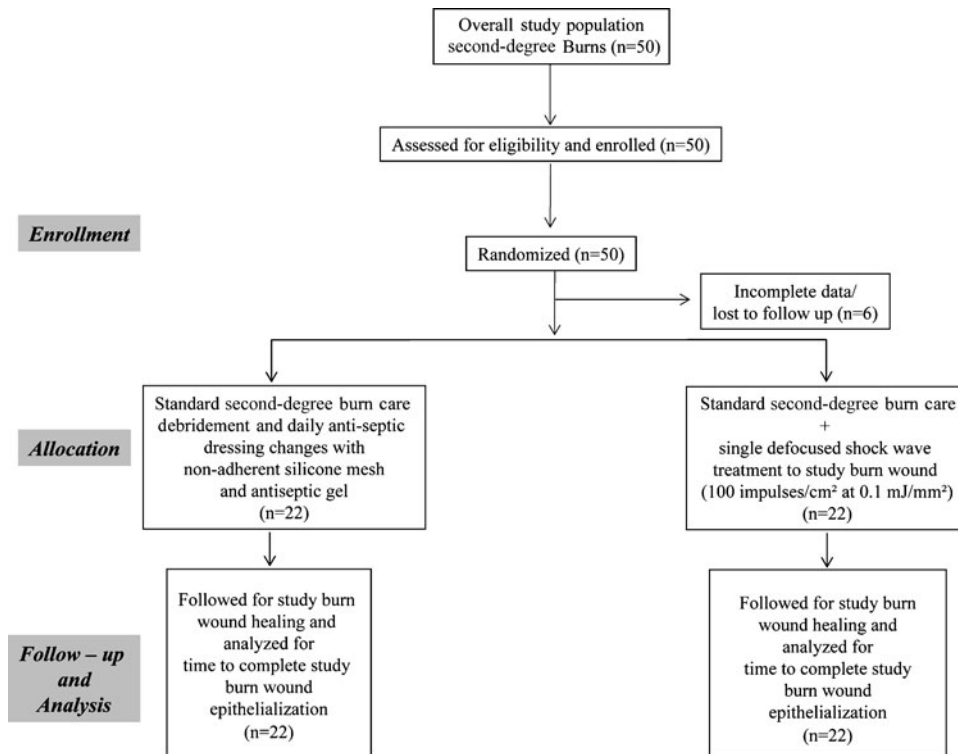 Overall study population
second-degree Burns (n=50)
Assessed for eligibility and enrolled (n=50)
Enrollment
Randomized (n=50)
Incomplete data/
lost to follow up (n=6)
Allocation
Standard second-degree burn care
debridement and daily anti-septic
dressing changes with
non-adherent silicone mesh
and antiseptic gel
(n=22)
Standard second-degree burn care
+
single defocused shock wave
treatment to study burn wound
(100 impulses/cm² at 0.1 mJ/mm²)
(n=22)
Follow – up
and
Analysis
Followed for study burn
wound healing and
analyzed for
time to complete study
burn wound
epithelialization
(n=22)
Followed for study burn
wound healing and
analyzed for
time to complete study
burn wound
epithelialization
(n=22)